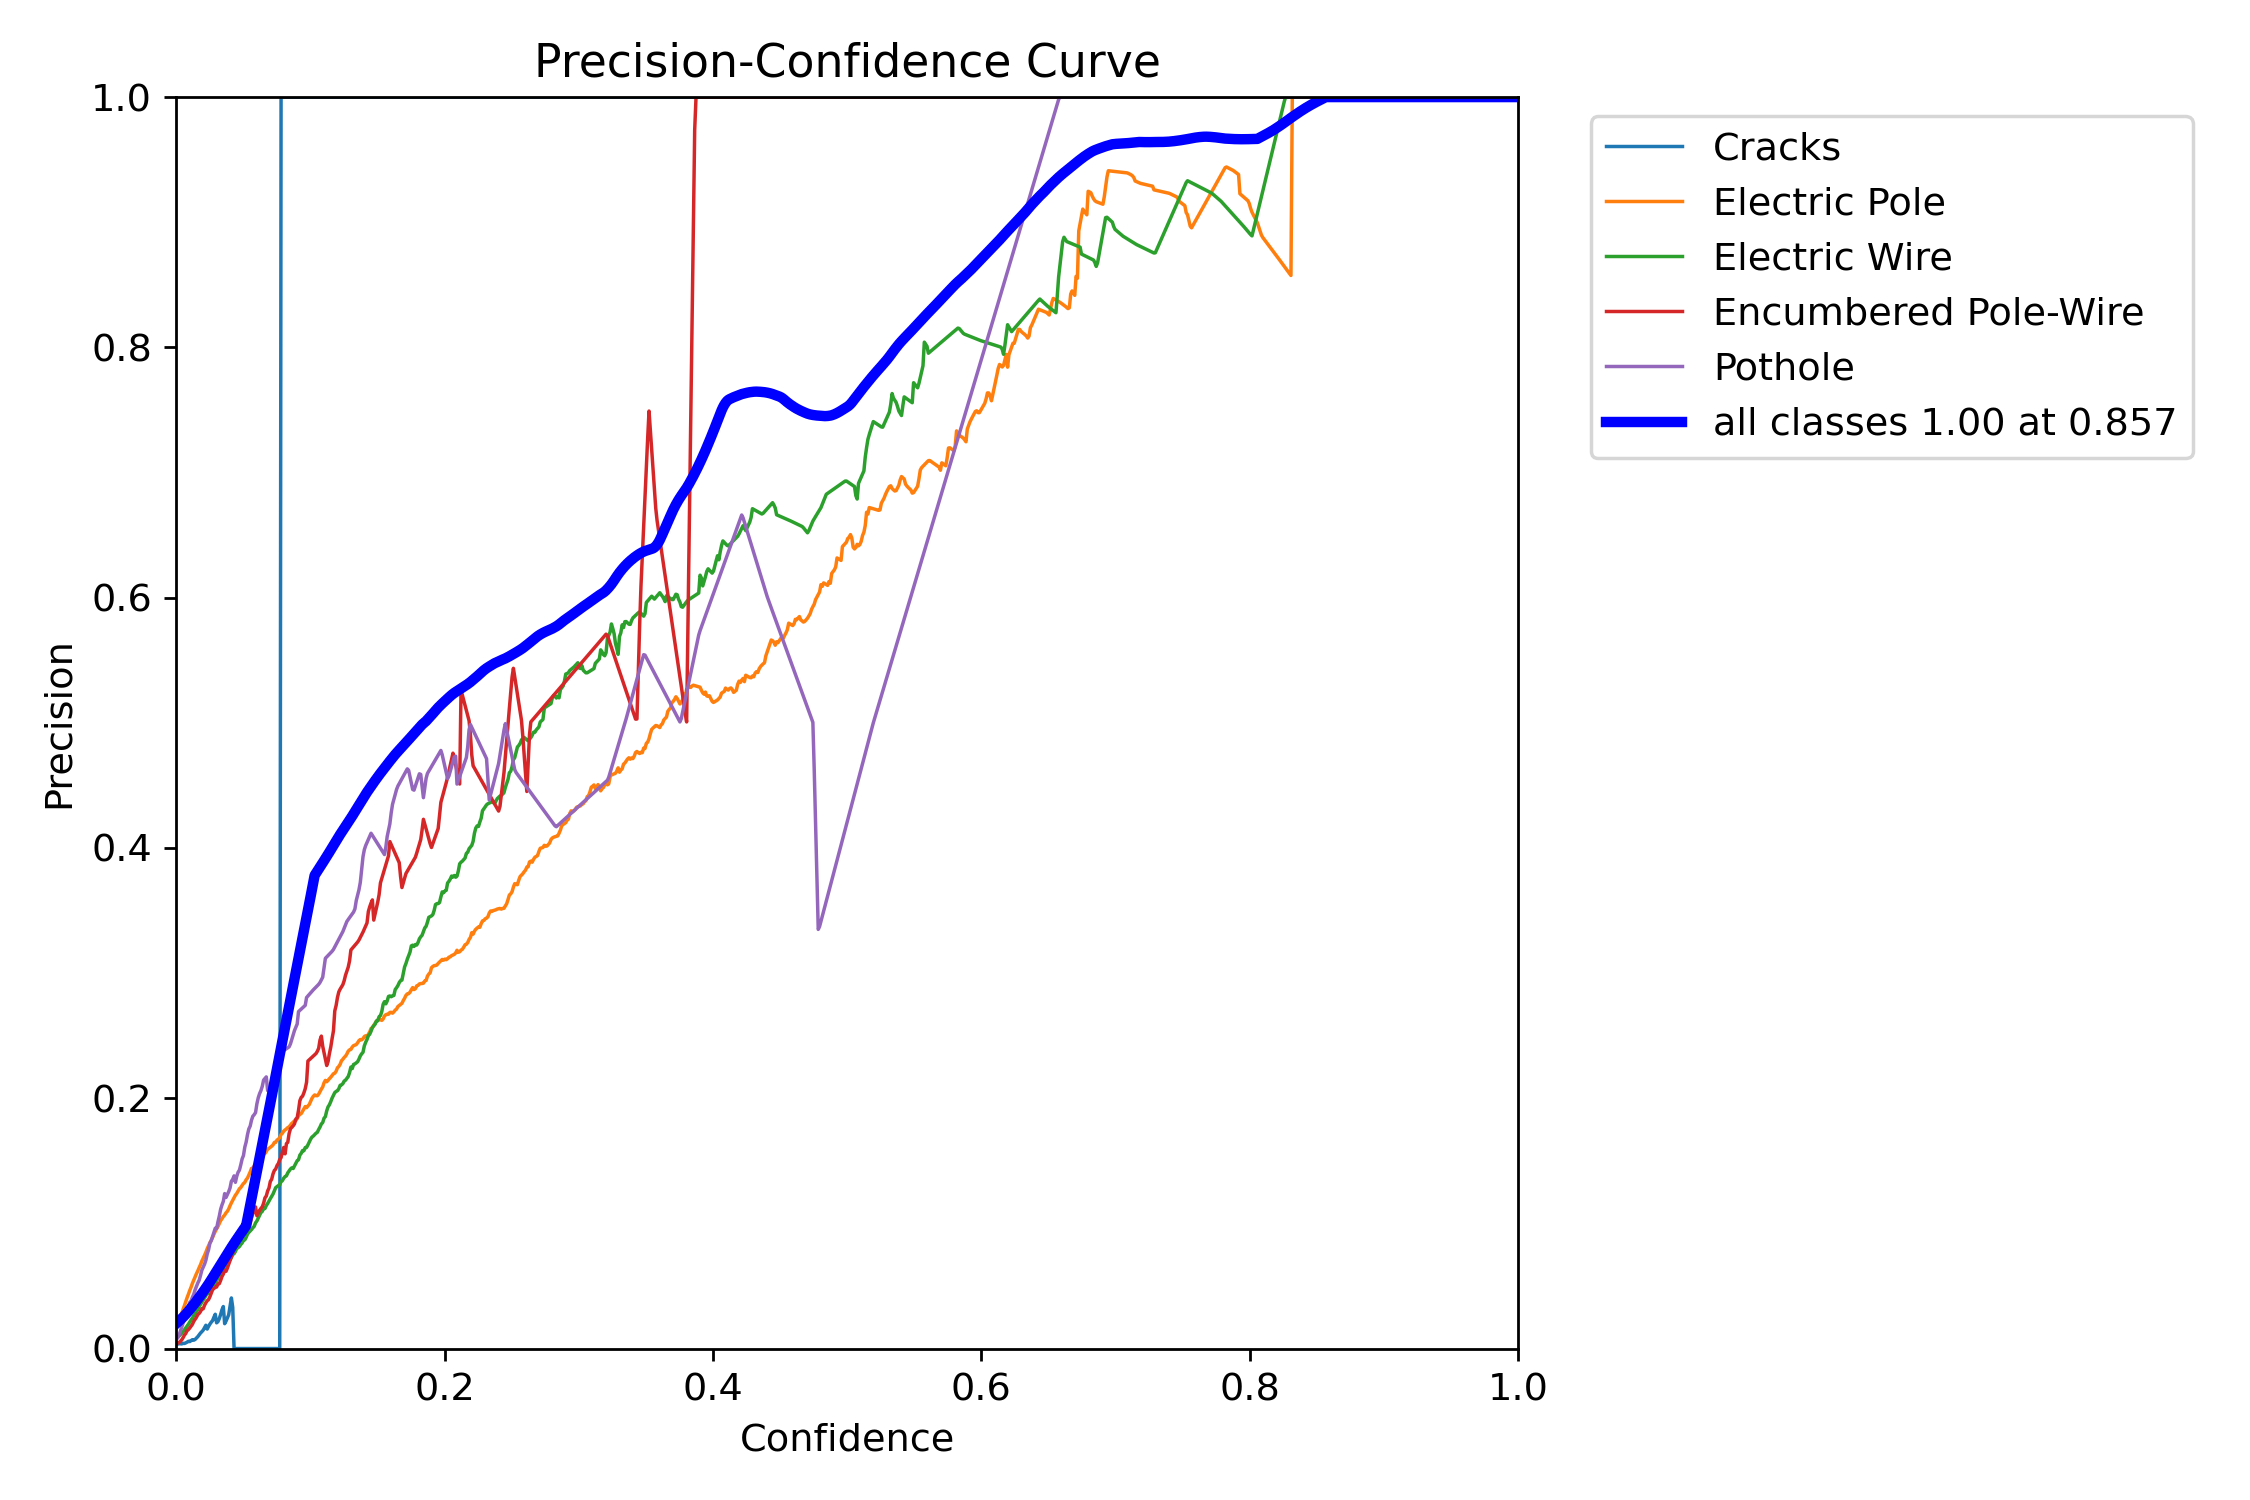 Precision-Confidence Curve
1.0
0.8
0.6
0.4
0.2
0.0
Precision
0.0 0.2 0.4 0.6 0.8 1.0
Confidence
Cracks
Electric Pole
Electric Wire
Encumbered Pole-Wire
Pothole
all classes 1.00 at 0.857